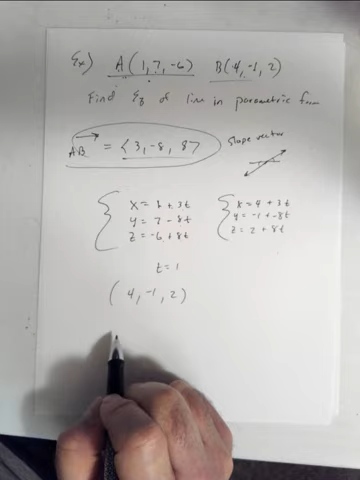 Ex) A(1,7,-6) B(4,-1,2)
Find Eq of line in parametric form
AB = <3,-8,8> slope vector
x = 1 + 3t
y = 7 - 8t
z = -6 + 8t
x = 4 + 3t
y = -1 + -8t
z = 2 + 8t
t = 1
(4, -1, 2)